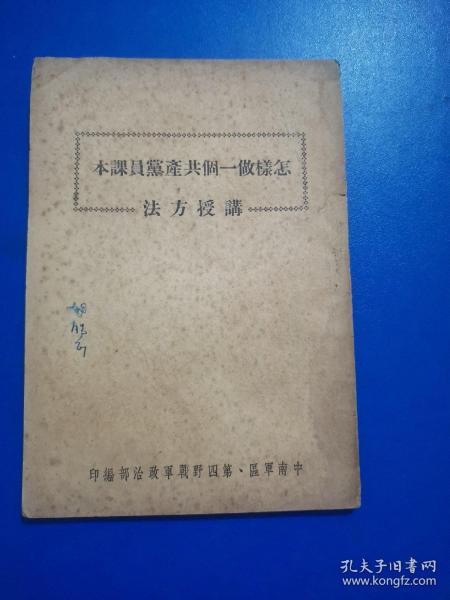 怎樣做一個共產黨員課本
講授方法
中南軍區、第四野戰軍政治部編印
孔夫子旧书网
www.kongfz.com